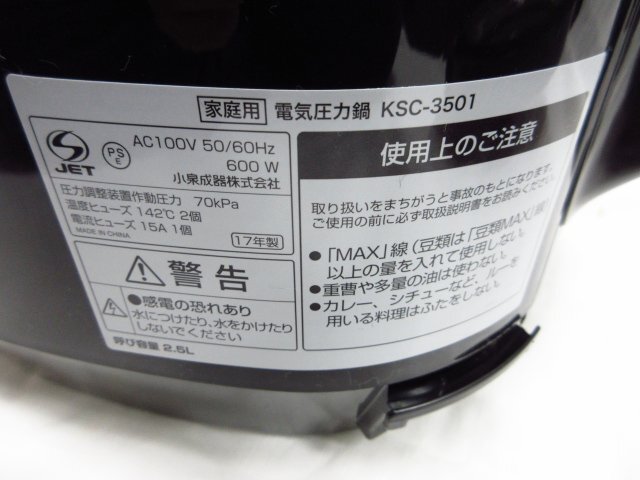 家庭用 電気圧力鍋 KSC-3501
S JET
PS E
AC100V 50/60Hz
600 W
小泉成器株式会社
圧力調整装置作動圧力 70kPa
温度ヒューズ 142℃ 2個
電流ヒューズ 15A 1個
MADE IN CHINA
17年製
警告
●感電の恐れあり
水につけたり、水をかけたり
しないでください
呼び容量 2.5L
使用上のご注意
取り扱いをまちがうと事故のもとになります。
ご使用の前に必ず取扱説明書をお読みください。
●「MAX」線（豆類は「豆類MAX」線）
以上の量を入れて使用しない。
●重曹や多量の油は使わない。
●カレー、シチューなど、ルーを
用いる料理はふたをしない。